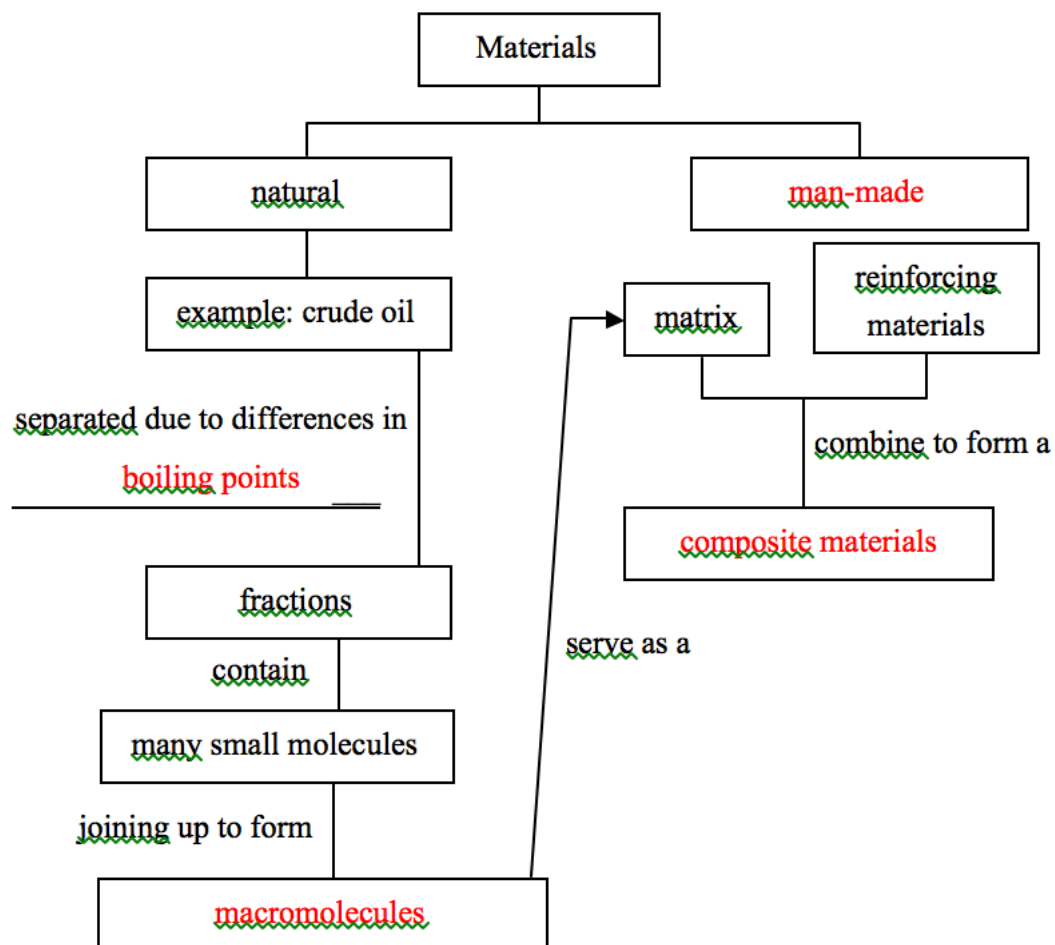 Materials
natural
man-made
example: crude oil
matrix
reinforcing
materials
separated due to differences in
boiling points
combine to form a
composite materials
fractions
serve as a
contain
many small molecules
joining up to form
macromolecules